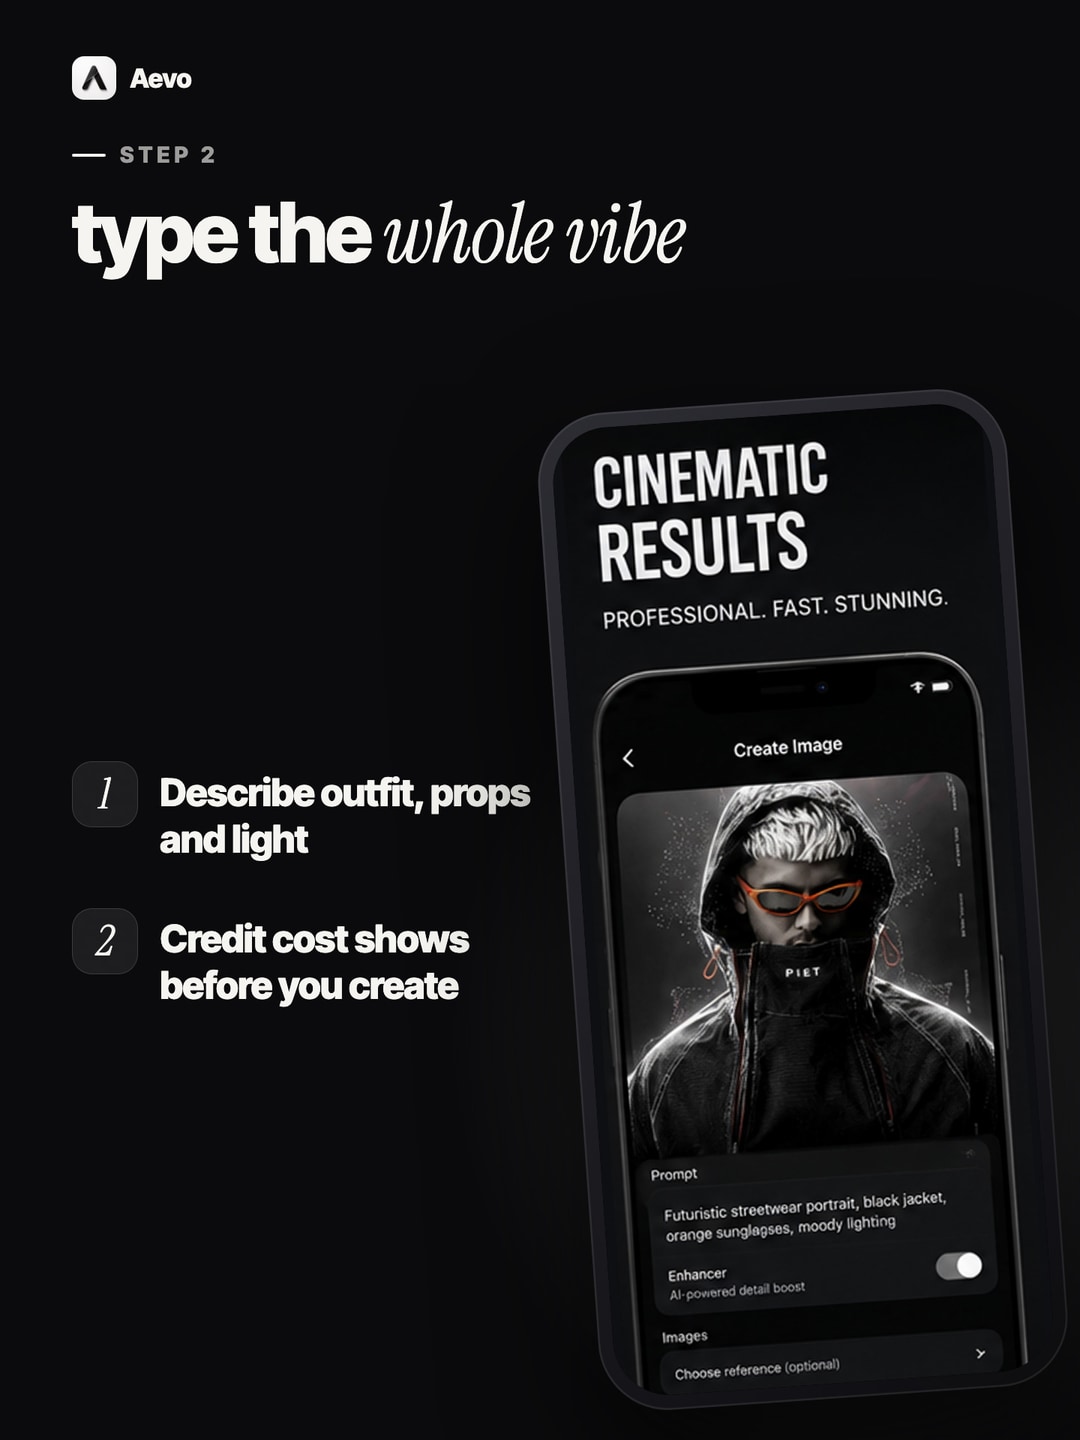 Aevo
STEP 2
type the whole vibe
1
Describe outfit, props
and light
2
Credit cost shows
before you create
CINEMATIC
RESULTS
PROFESSIONAL. FAST. STUNNING.
Create Image
PIET
Prompt
Futuristic streetwear portrait, black jacket,
orange sunglasses, moody lighting
Enhancer
AI-powered detail boost
Images
Choose reference (optional)